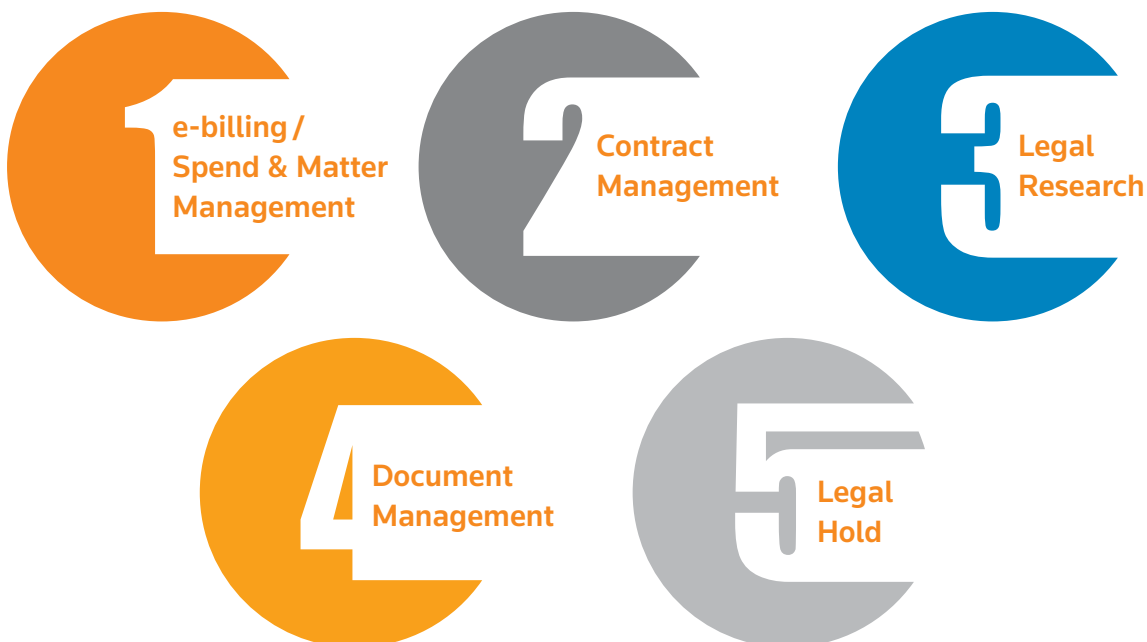 1
e-billing /
Spend & Matter
Management
2
Contract
Management
3
Legal
Research
4
Document
Management
5
Legal
Hold